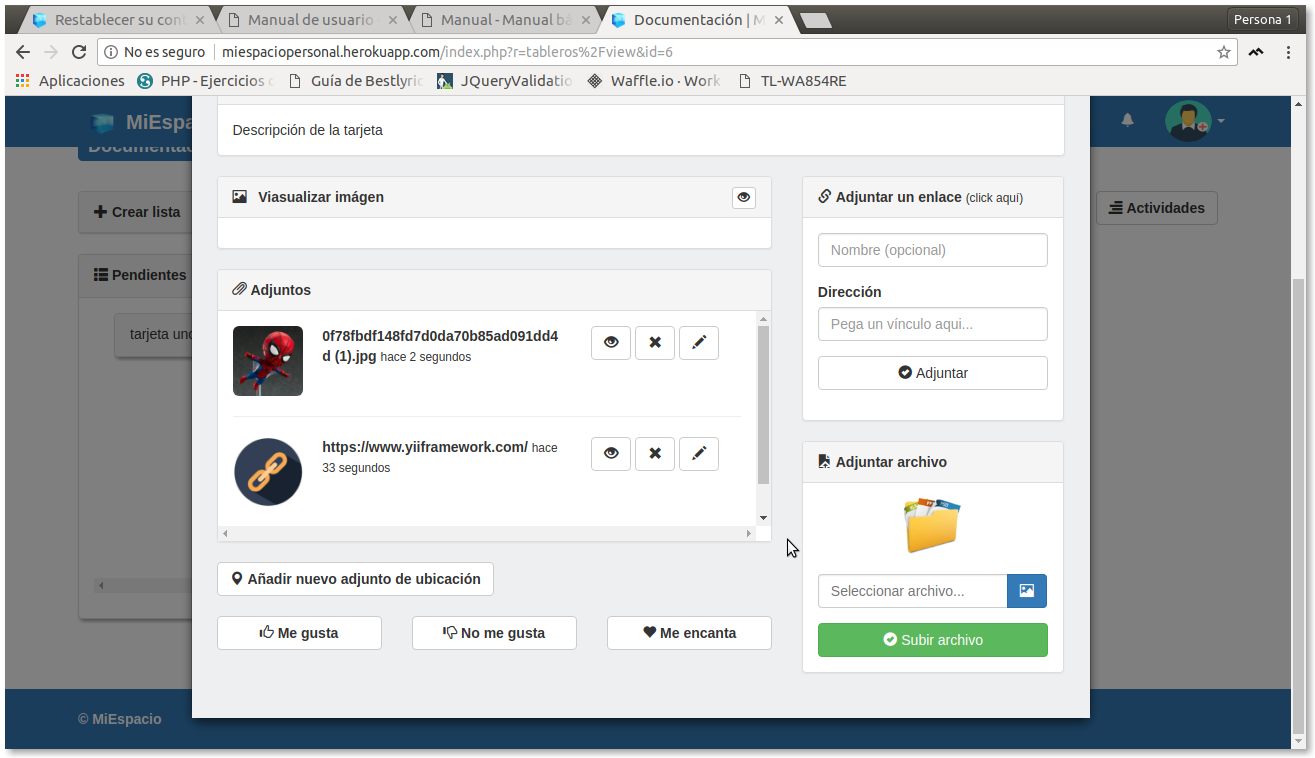 Restablecer su con
Manual de usuario
Manual - Manual bá
Documentación | M
Persona 1
No es seguro
miespaciopersonal.herokuapp.com/index.php?r=tableros%2Fview&id=6
Aplicaciones
PHP - Ejercicios
Guía de Bestlyric
JQueryValidatio
Waffle.io · Work
TL-WA854RE
MiEspa
Documentac
Descripción de la tarjeta
Crear lista
Viasualizar imágen
Adjuntar un enlace (click aquí)
Actividades
Nombre (opcional)
Pendientes
Adjuntos
Dirección
tarjeta uno
Pega un vínculo aqui...
0f78fbdf148fd7d0da70b85ad091dd4
d (1).jpg hace 2 segundos
Adjuntar
https://www.yiiframework.com/ hace
33 segundos
Adjuntar archivo
Añadir nuevo adjunto de ubicación
Seleccionar archivo...
Me gusta
No me gusta
Me encanta
Subir archivo
© MiEspacio